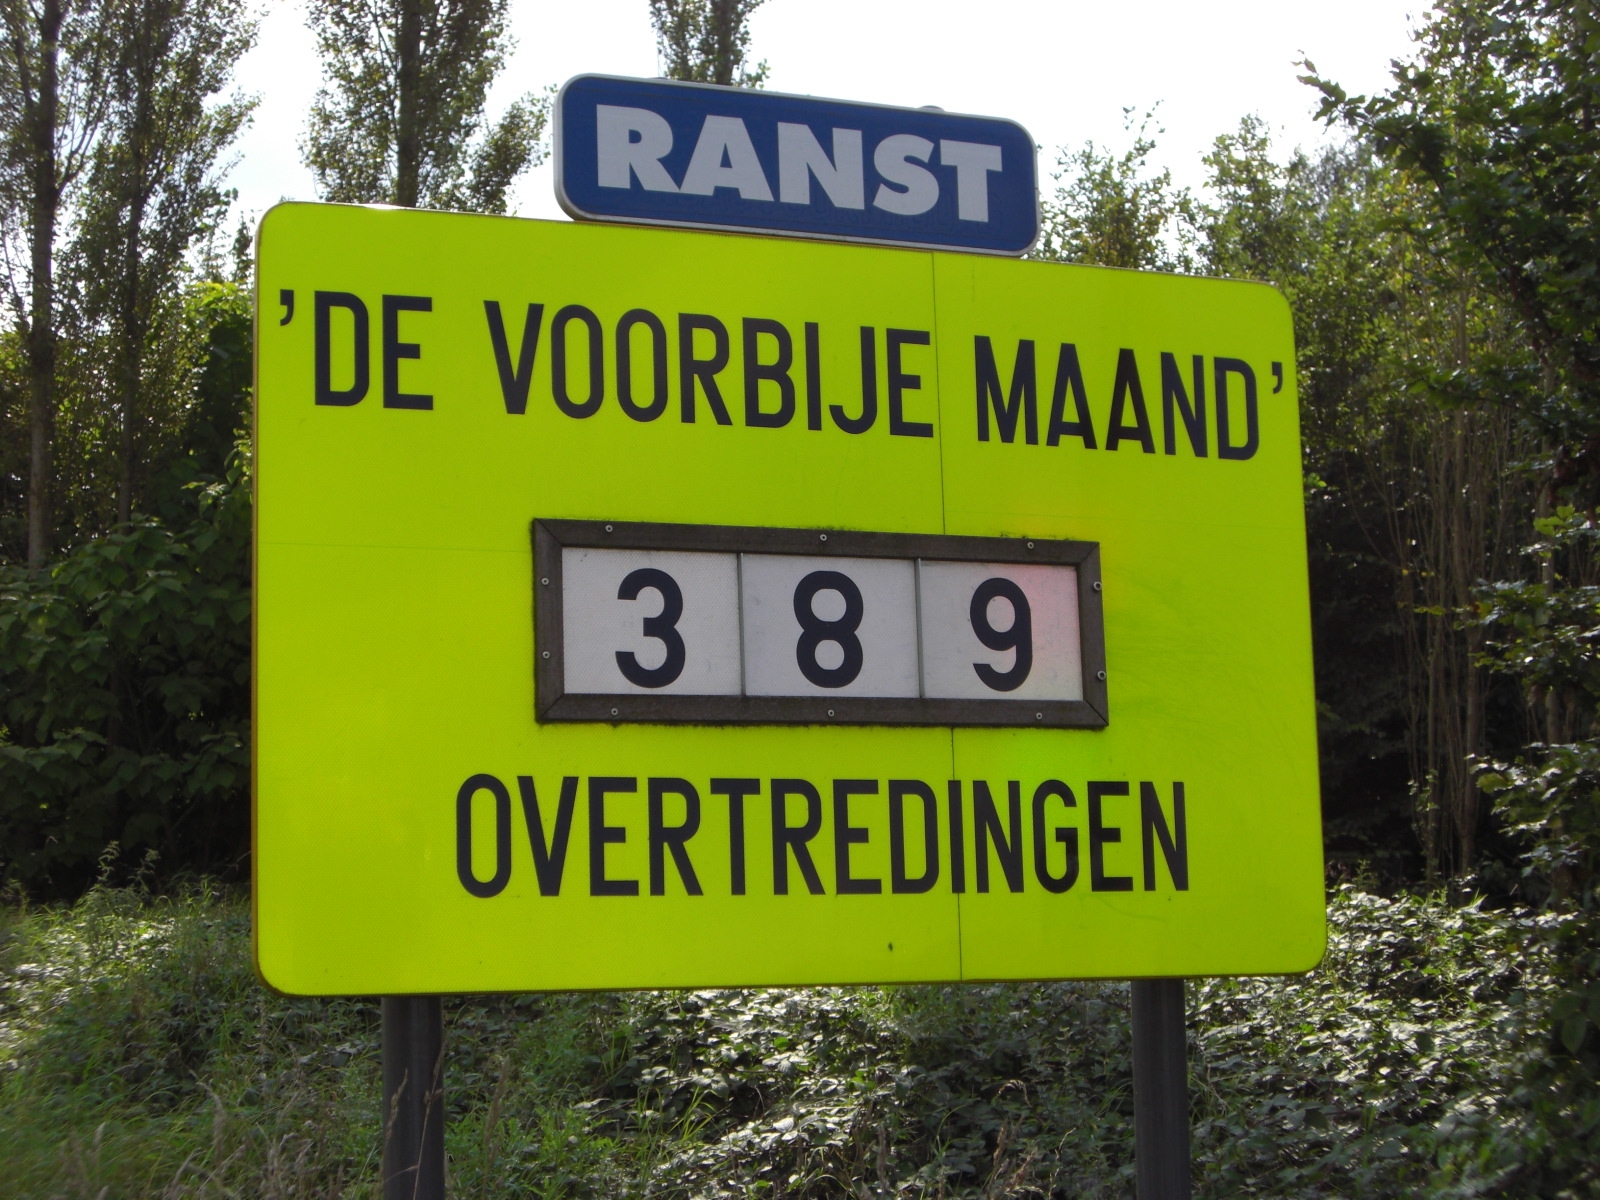 RANST
’DE VOORBIJE MAAND’
389
OVERTREDINGEN